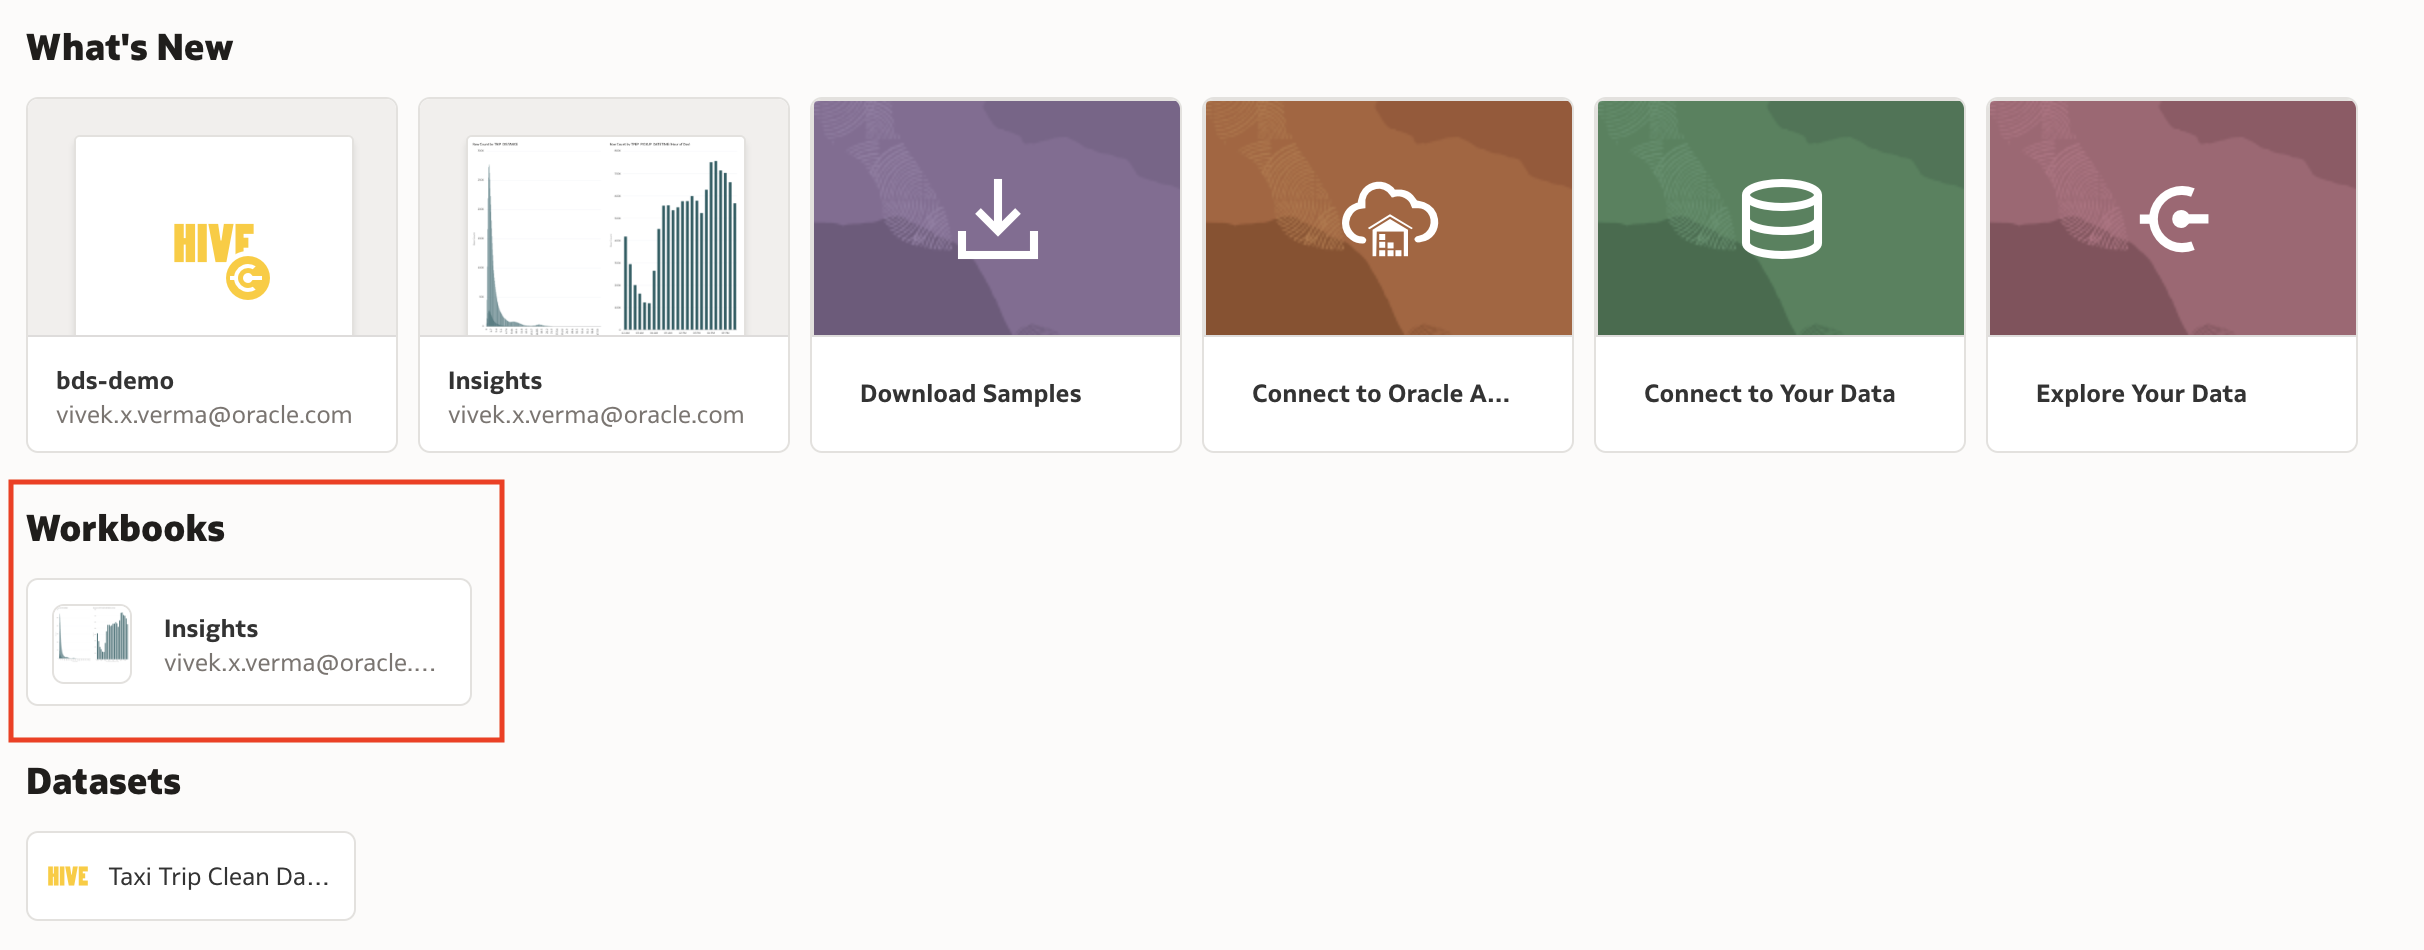 What's New
HIVE
bds-demo
vivek.x.verma@oracle.com
Insights
vivek.x.verma@oracle.com
Download Samples
Connect to Oracle A...
Connect to Your Data
Explore Your Data
Workbooks
Insights
vivek.x.verma@oracle....
Datasets
HIVE
Taxi Trip Clean Da...